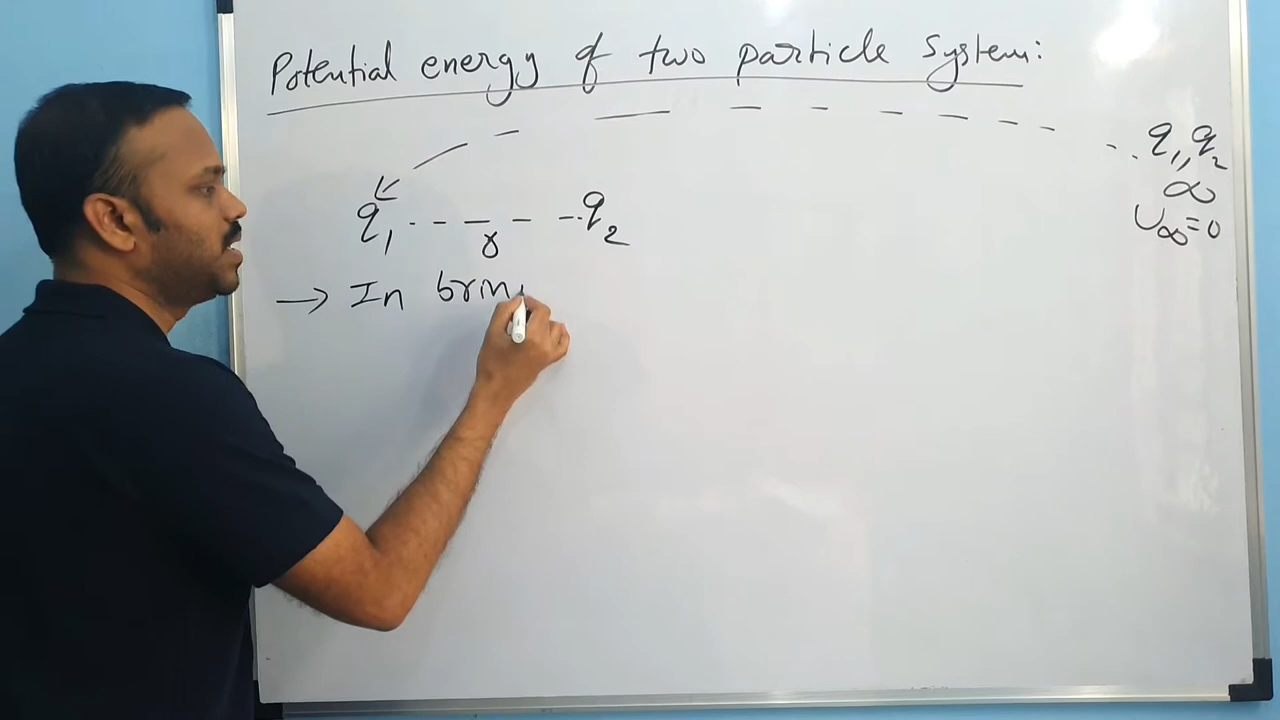 Potential energy of two particle system:
q₁, q₂
∞
U∞=0
q₁ q₂
r
→ In brin